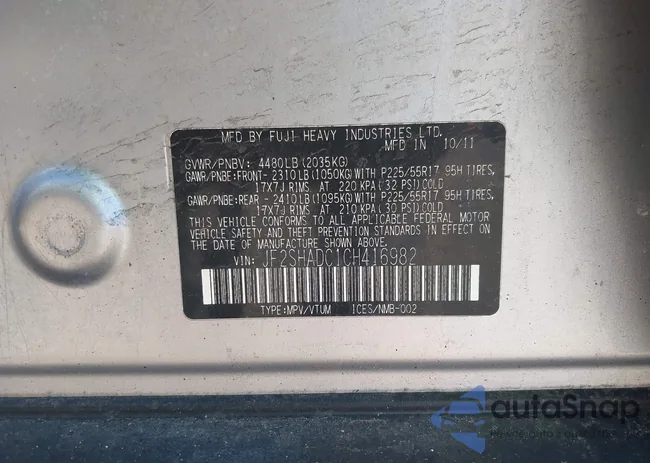 MFD BY FUJI HEAVY INDUSTRIES LTD.
MFD IN 10/11
GVWR/PNBV: 4480LB(2035KG)
GAWR/PNBE:FRONT- 2310LB(1050KG)WITH P225/55R17 95H TIRES,
17X7J RIMS AT 220 KPA(32 PSI)COLD
GAWR/PNBE:REAR - 2410LB(1095KG)WITH P225/55R17 95H TIRES,
17X7J RIMS AT 210 KPA(30 PSI)COLD
THIS VEHICLE CONFORMS TO ALL APPLICABLE FEDERAL MOTOR
VEHICLE SAFETY AND THEFT PREVENTION STANDARDS
IN EFFECT ON THE DATE OF MANUFACTURE SHOWN ABOVE.
VIN: JF2SHADC1CH416982
TYPE:MPV/VTUM ICES/NMB-002
autaSnap